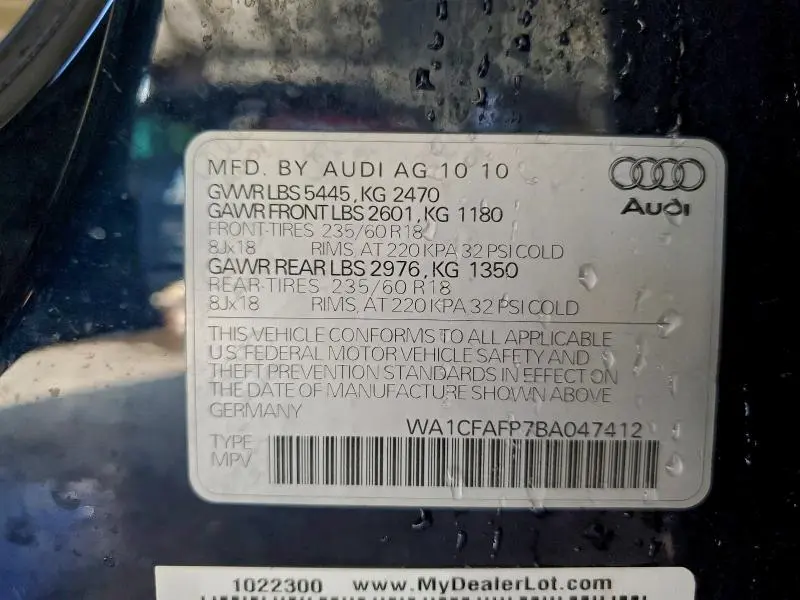 MFD. BY AUDI AG 10 10
GVWR LBS 5445, KG 2470
GAWR FRONT LBS 2601, KG 1180
FRONT-TIRES 235/60 R18
8Jx18 RIMS, AT 220 KPA 32 PSI COLD
GAWR REAR LBS 2976, KG 1350
REAR-TIRES 235/60 R18
8Jx18 RIMS, AT 220 KPA 32 PSI COLD
Audi
THIS VEHICLE CONFORMS TO ALL APPLICABLE
U.S. FEDERAL MOTOR VEHICLE SAFETY AND
THEFT PREVENTION STANDARDS IN EFFECT ON
THE DATE OF MANUFACTURE SHOWN ABOVE
GERMANY
WA1CFAFP7BA047412
TYPE
MPV
1022300 www.MyDealerLot.com